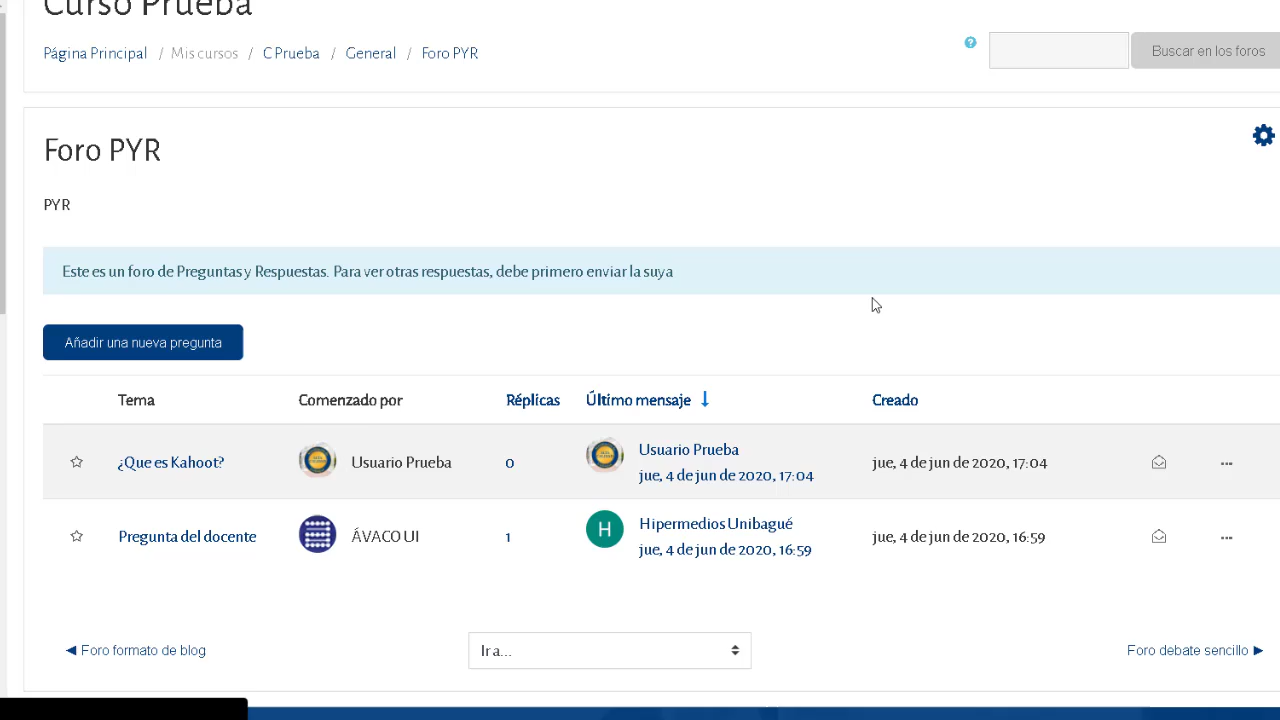 Curso Prueba
Página Principal / Mis cursos / C Prueba / General / Foro PYR
Buscar en los foros
Foro PYR
PYR
Este es un foro de Preguntas y Respuestas. Para ver otras respuestas, debe primero enviar la suya
Añadir una nueva pregunta
Tema Comenzado por Réplicas Último mensaje ↓ Creado
¿Que es Kahoot? Usuario Prueba 0 Usuario Prueba jue, 4 de jun de 2020, 17:04
jue, 4 de jun de 2020, 17:04
Pregunta del docente ÁVACO UI 1 H Hipermedios Unibagué jue, 4 de jun de 2020, 16:59
jue, 4 de jun de 2020, 16:59
◀ Foro formato de blog Ir a... Foro debate sencillo ▶